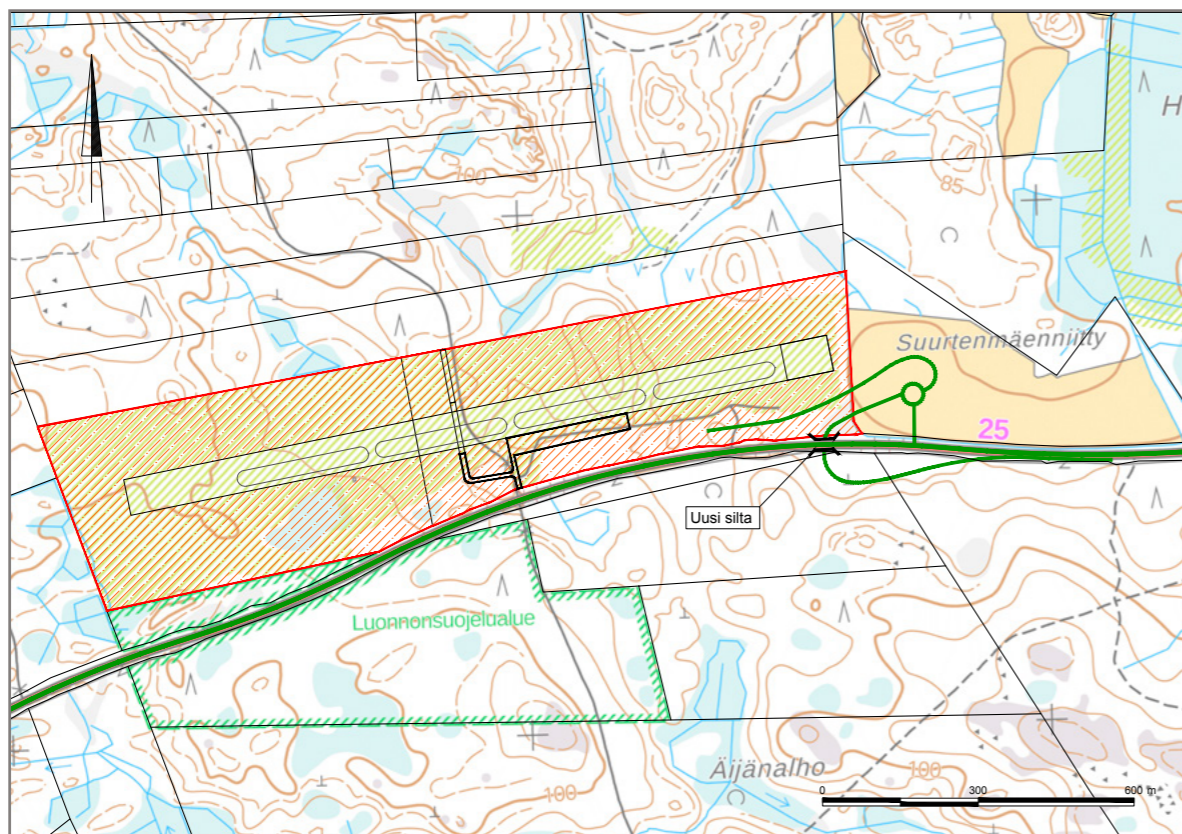 H
100
85
Suurtenmäenniitty
25
Uusi silta
Luonnonsuojelualue
Äijänalho
100
100
0 300 600 m